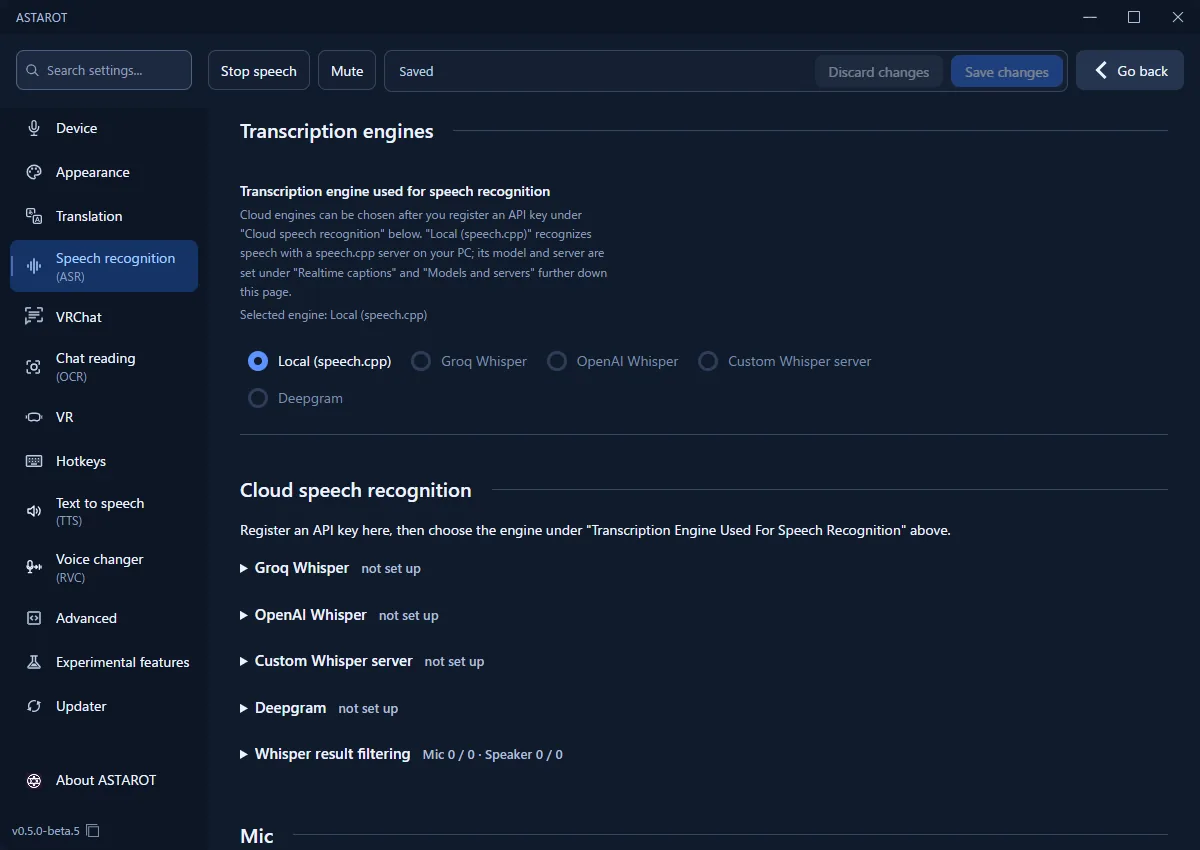 ASTAROT
Search settings...
Stop speech
Mute
Saved
Discard changes
Save changes
Go back
Device
Appearance
Translation
Speech recognition
(ASR)
VRChat
Chat reading
(OCR)
VR
Hotkeys
Text to speech
(TTS)
Voice changer
(RVC)
Advanced
Experimental features
Updater
About ASTAROT
v0.5.0-beta.5
Transcription engines
Transcription engine used for speech recognition
Cloud engines can be chosen after you register an API key under
"Cloud speech recognition" below. "Local (speech.cpp)" recognizes
speech with a speech.cpp server on your PC; its model and server are
set under "Realtime captions" and "Models and servers" further down
this page.
Selected engine: Local (speech.cpp)
Local (speech.cpp)
Groq Whisper
OpenAI Whisper
Custom Whisper server
Deepgram
Cloud speech recognition
Register an API key here, then choose the engine under "Transcription Engine Used For Speech Recognition" above.
Groq Whisper not set up
OpenAI Whisper not set up
Custom Whisper server not set up
Deepgram not set up
Whisper result filtering Mic 0 / 0 · Speaker 0 / 0
Mic